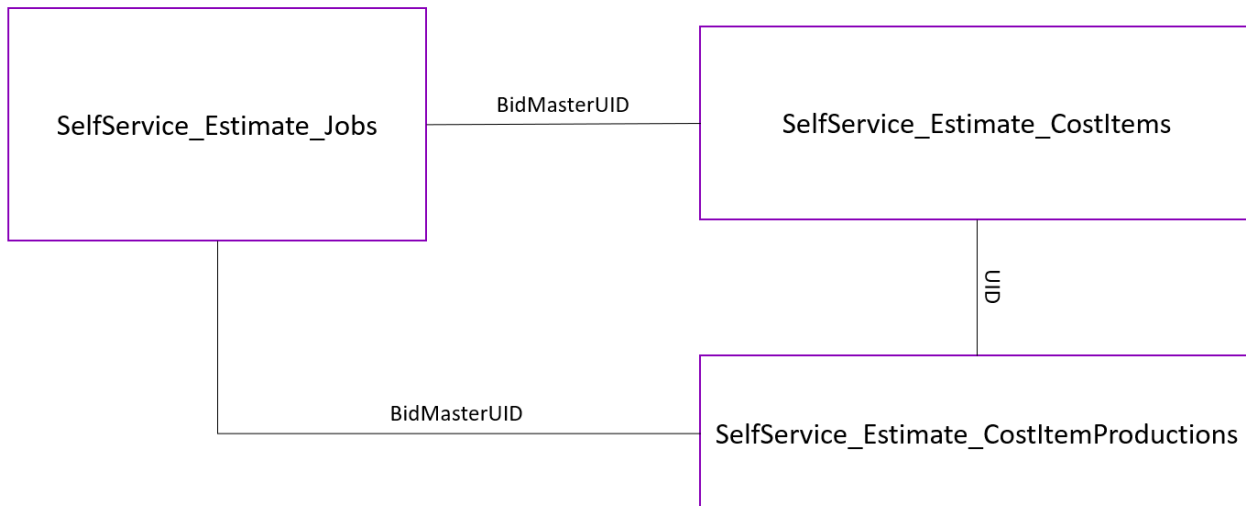 SelfService_Estimate_Jobs
BidMasterUID
SelfService_Estimate_CostItems
UID
BidMasterUID
SelfService_Estimate_CostItemProductions